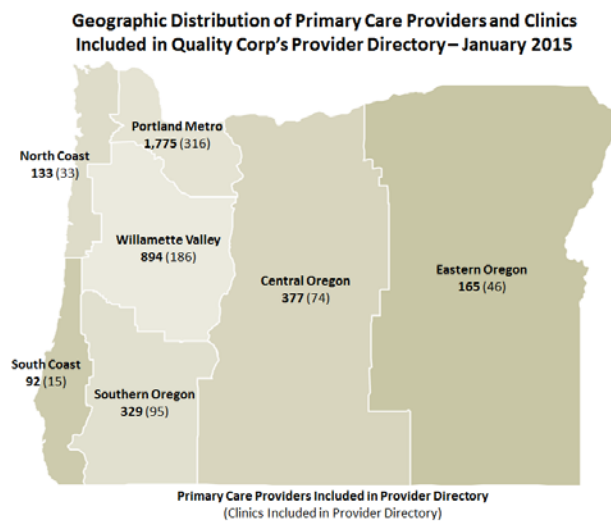 Geographic Distribution of Primary Care Providers and Clinics
Included in Quality Corp's Provider Directory – January 2015
Portland Metro
1,775 (316)
North Coast
133 (33)
Willamette Valley
894 (186)
Central Oregon
377 (74)
Eastern Oregon
165 (46)
South Coast
92 (15)
Southern Oregon
329 (95)
Primary Care Providers Included in Provider Directory
(Clinics Included in Provider Directory)